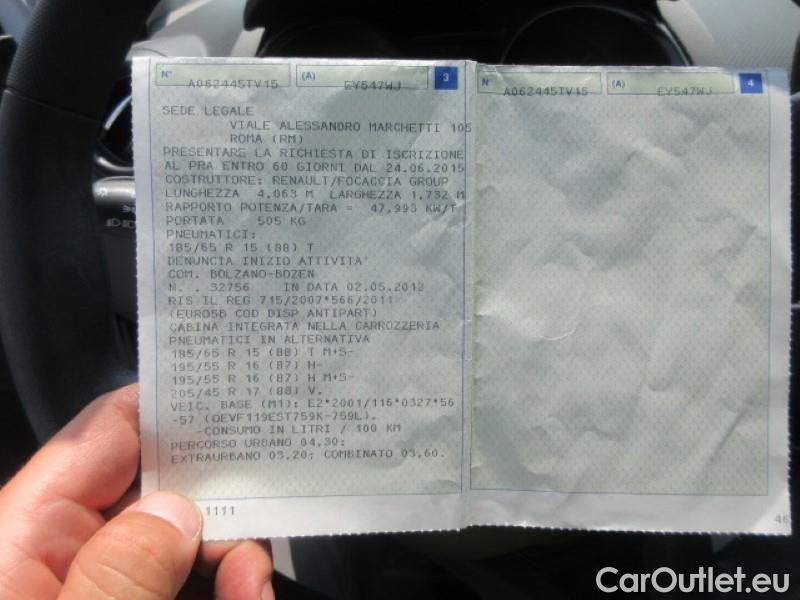 N° A062445TV15 (A) EY547WJ 3
SEDE LEGALE
VIALE ALESSANDRO MARCHETTI 105
ROMA (RM)
PRESENTARE LA RICHIESTA DI ISCRIZIONE
AL PRA ENTRO 60 GIORNI DAL 24.06.2015
COSTRUTTORE: RENAULT/FOCACCIA GROUP
LUNGHEZZA 4,063 M LARGHEZZA 1,732 M
RAPPORTO POTENZA/TARA = 47,993 KW/T
PORTATA 505 KG
PNEUMATICI:
185/65 R 15 (88) T
DENUNCIA INIZIO ATTIVITA'
COM. BOLZANO-BOZEN
N. . 32756 IN DATA 02.05.2012
RIS IL REG 715/2007*566/2011
(EURO5B COD DISP ANTIPART)
CABINA INTEGRATA NELLA CARROZZERIA
PNEUMATICI IN ALTERNATIVA
185/65 R 15 (88) T M+S-
195/55 R 16 (87) H-
195/55 R 16 (87) H M+S-
205/45 R 17 (88) V.
VEIC. BASE (M1): E2*2001/116*0327*56
-57 (OEVF119EST759K-759L).
-CONSUMO IN LITRI / 100 KM
PERCORSO URBANO 04,30;
EXTRAURBANO 03,20; COMBINATO 03,60.
1111
N° A062445TV15 (A) EY547WJ 4
46
CarOutlet.eu